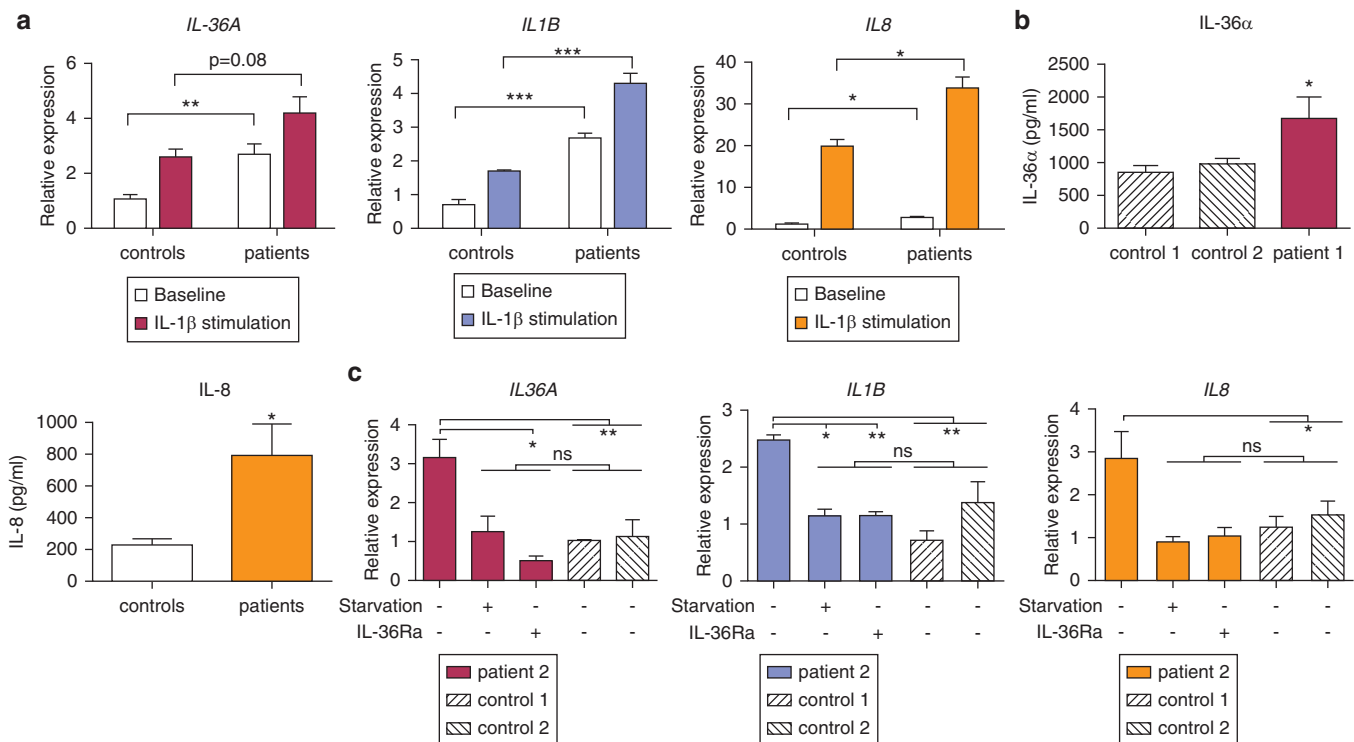 a
IL-36A
Relative expression
6
4
2
0
**
p=0.08
controls
patients
Baseline
IL-1β stimulation
IL1B
Relative expression
5
4
3
2
1
0
***
***
controls
patients
Baseline
IL-1β stimulation
IL8
Relative expression
40
30
20
10
0
*
*
controls
patients
Baseline
IL-1β stimulation
b
IL-36α
IL-36α (pg/ml)
2500
2000
1500
1000
500
0
*
control 1
control 2
patient 1
IL-8
IL-8 (pg/ml)
1000
800
600
400
200
0
*
controls
patients
c
IL36A
Relative expression
4
3
2
1
0
*
**
ns
Starvation - + - - -
IL-36Ra - - + - -
patient 2
control 1
control 2
IL1B
Relative expression
3
2
1
0
* ** **
ns
Starvation - + - - -
IL-36Ra - - + - -
patient 2
control 1
control 2
IL8
Relative expression
4
3
2
1
0
*
ns
Starvation - + - - -
IL-36Ra - - + - -
patient 2
control 1
control 2